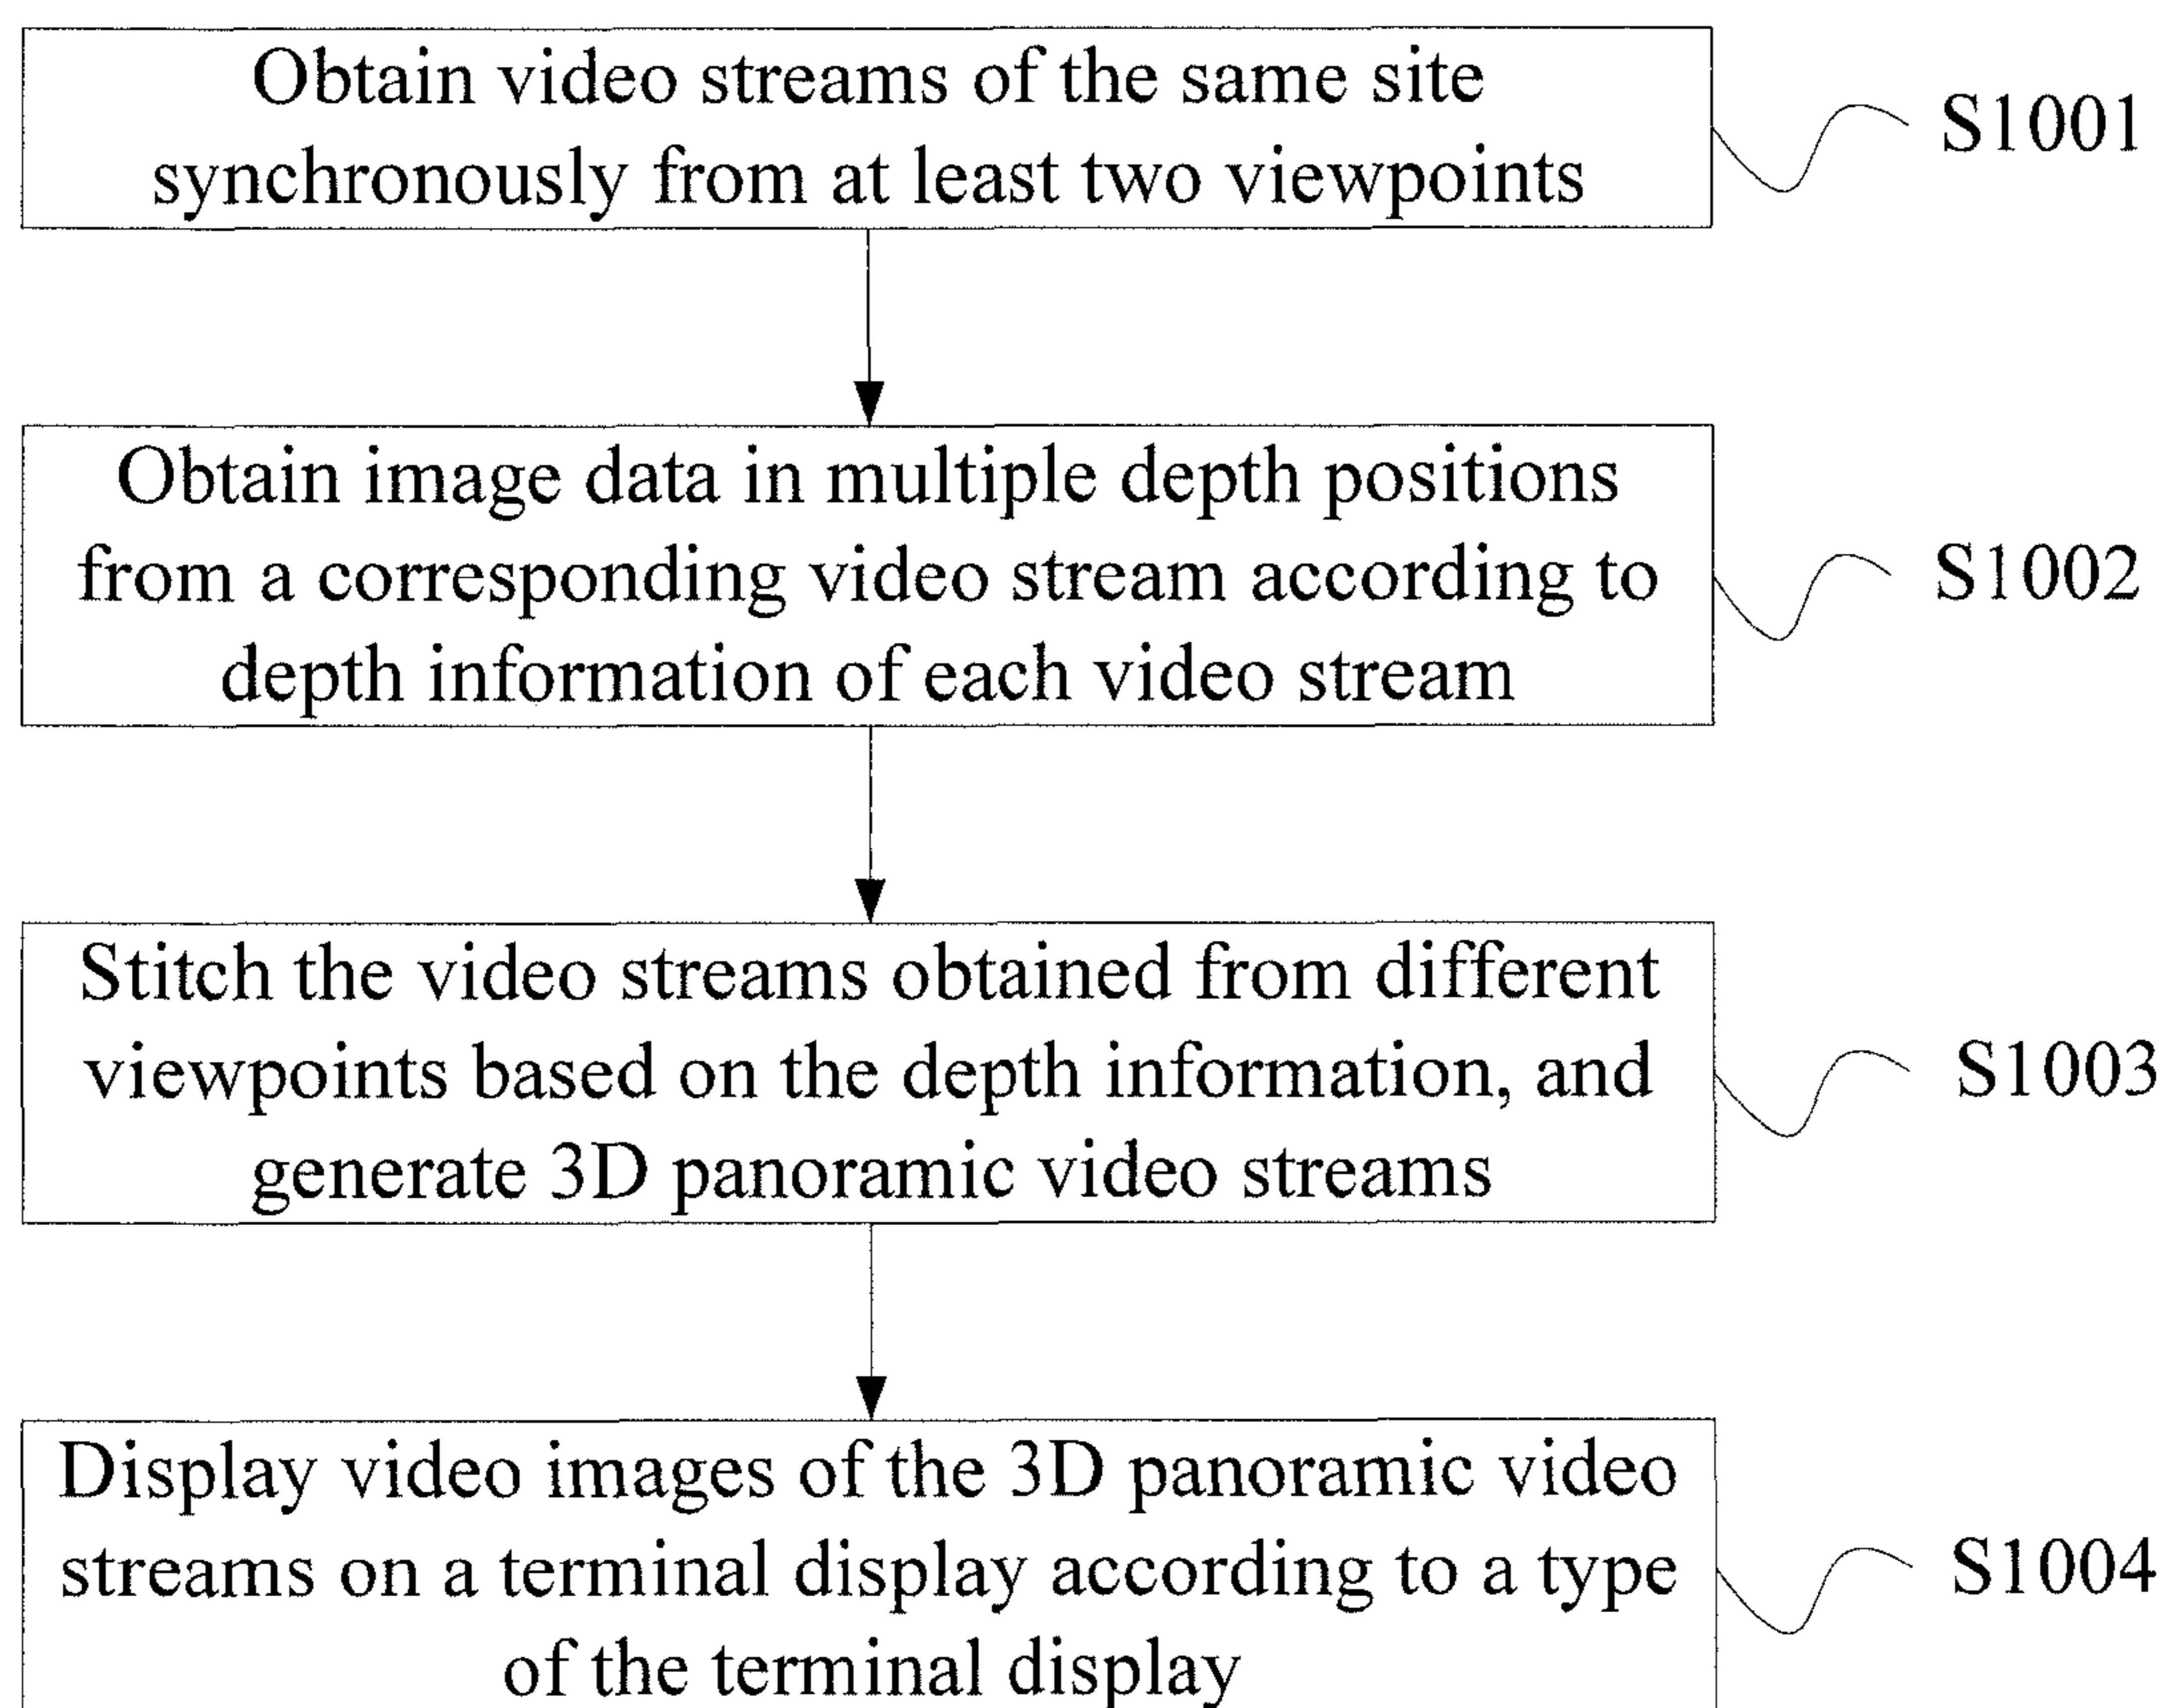 Obtain video streams of the same site
synchronously from at least two viewpoints
S1001
Obtain image data in multiple depth positions
from a corresponding video stream according to
depth information of each video stream
S1002
Stitch the video streams obtained from different
viewpoints based on the depth information, and
generate 3D panoramic video streams
S1003
Display video images of the 3D panoramic video
streams on a terminal display according to a type
of the terminal display
S1004